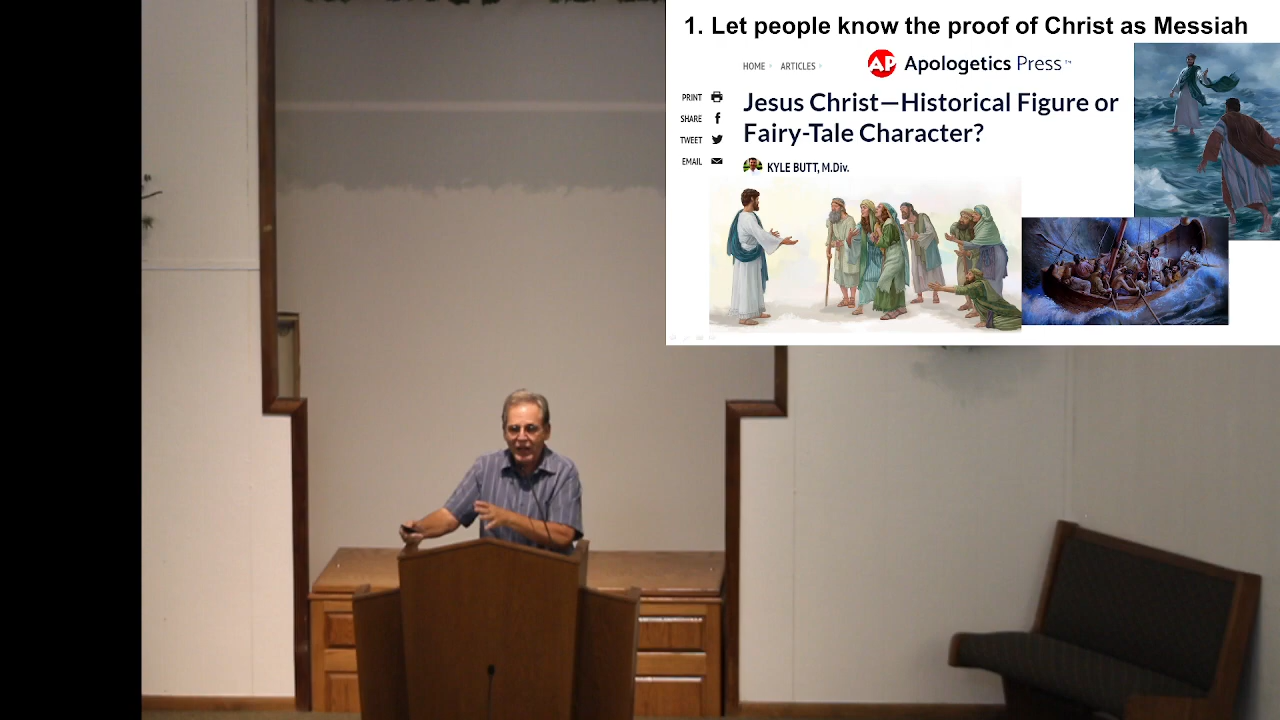 1. Let people know the proof of Christ as Messiah
HOME ARTICLES
AP Apologetics Press™
PRINT
SHARE
TWEET
EMAIL
Jesus Christ—Historical Figure or
Fairy-Tale Character?
KYLE BUTT, M.Div.